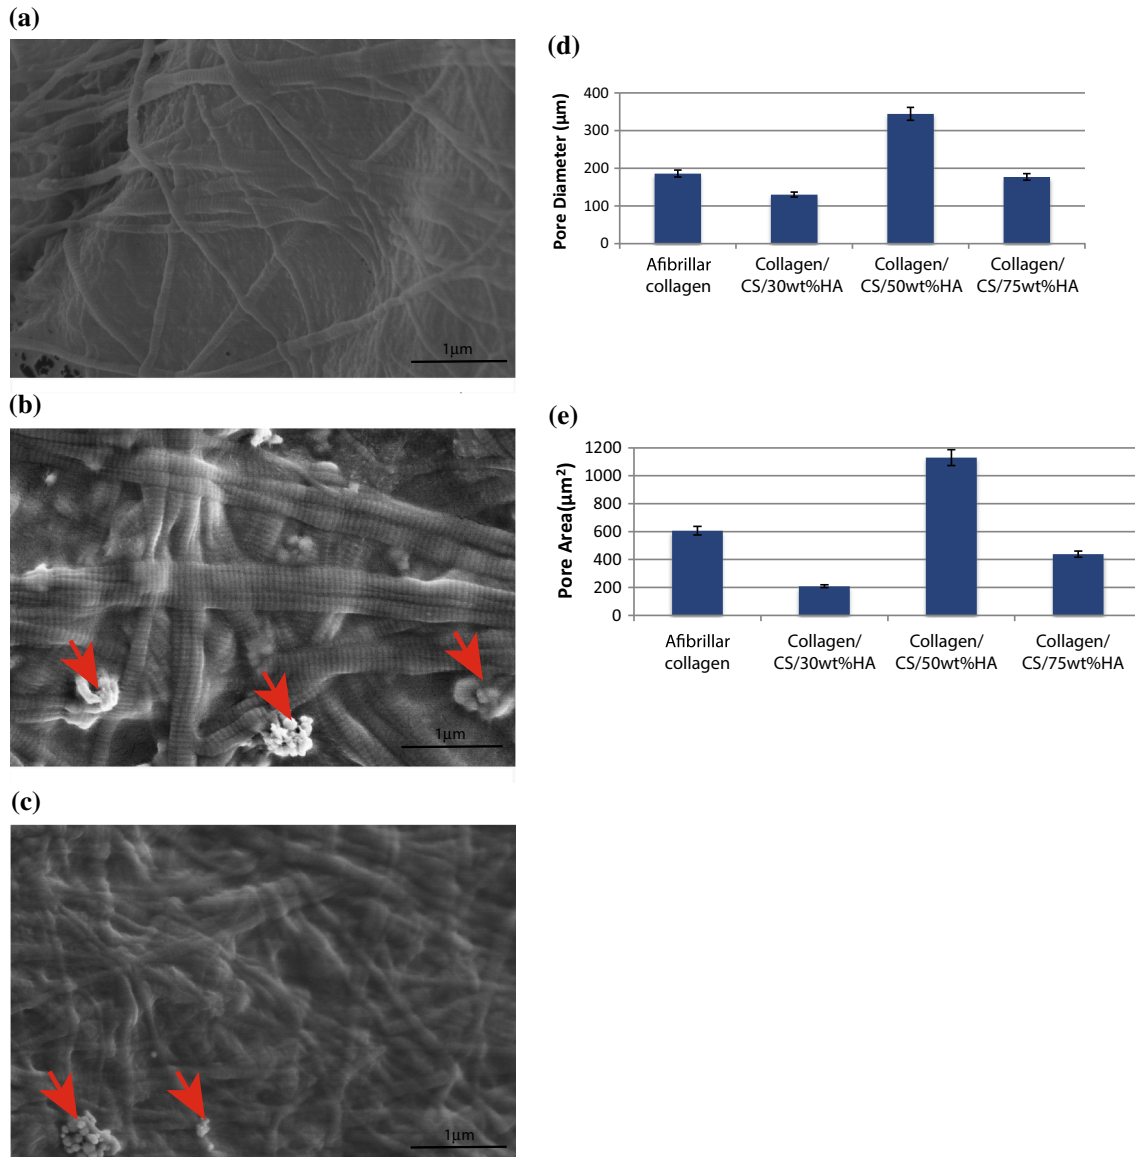 (a)
1μm
(b)
1μm
(c)
1μm
(d)
Pore Diameter (μm)
400
300
200
100
0
Afibrillar
collagen
Collagen/
CS/30wt%HA
Collagen/
CS/50wt%HA
Collagen/
CS/75wt%HA
(e)
Pore Area(μm²)
1200
1000
800
600
400
200
0
Afibrillar
collagen
Collagen/
CS/30wt%HA
Collagen/
CS/50wt%HA
Collagen/
CS/75wt%HA